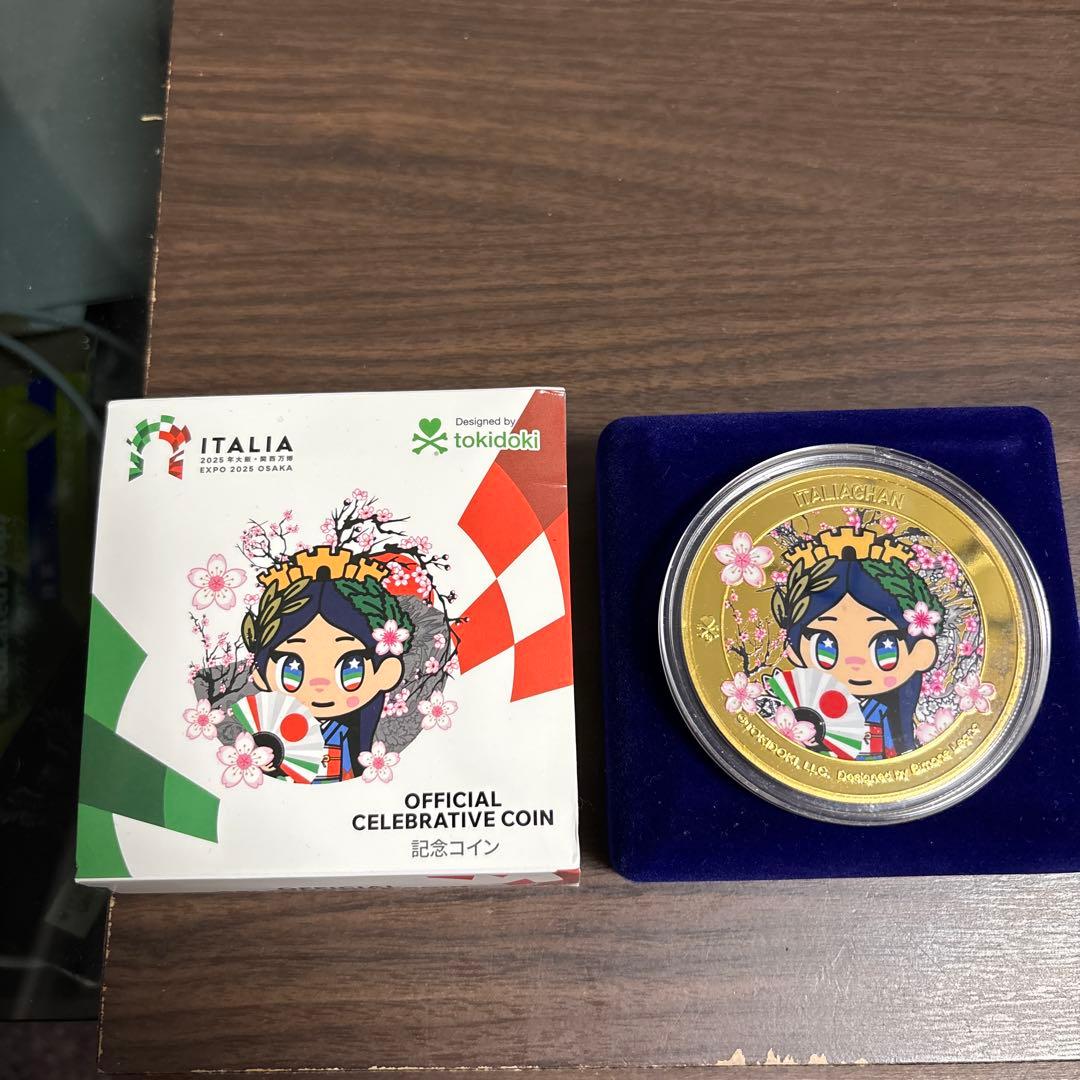 ITALIA
2025年大阪・関西万博
EXPO 2025 OSAKA
Designed by
tokidoki
OFFICIAL
CELEBRATIVE COIN
記念コイン
OFFICIAL
ITALIACHAN
©TOKIDOKI, LLC. Designed by Simone Legno